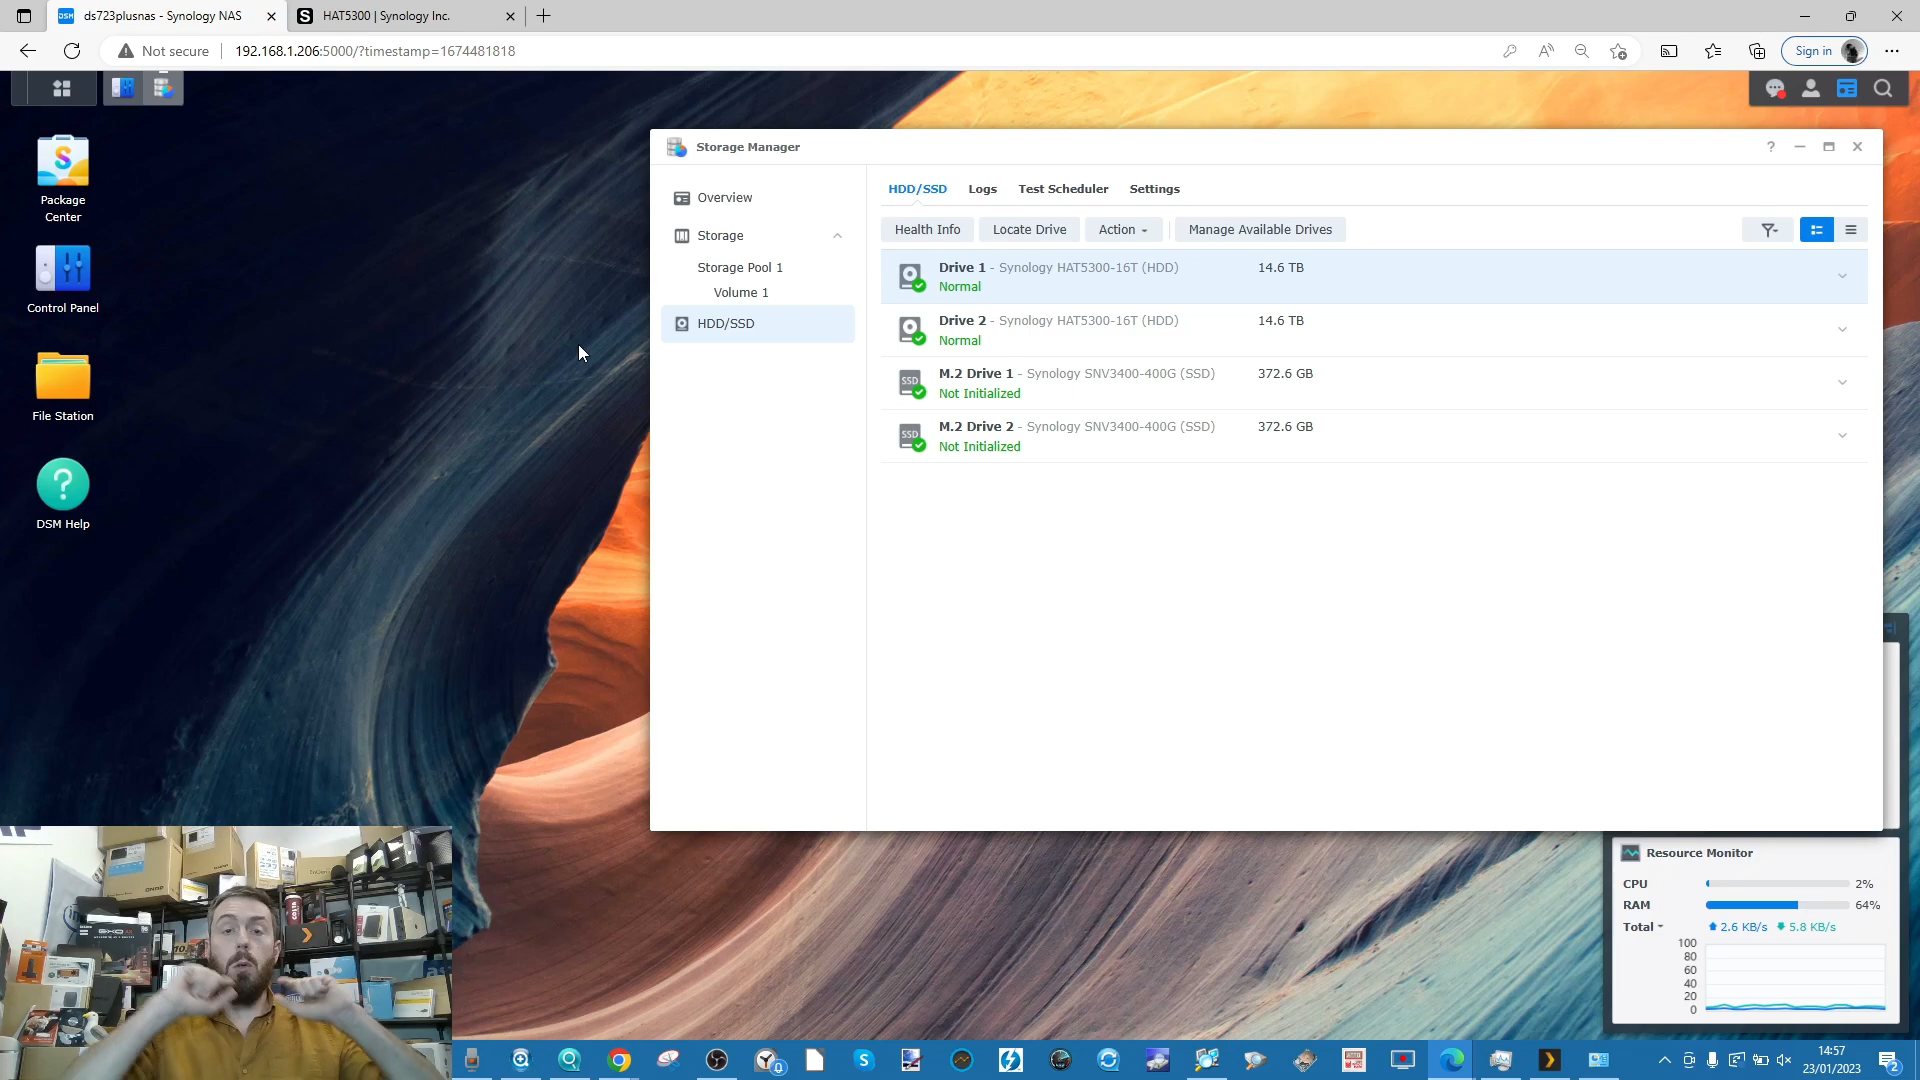 ds723plusnas - Synology NAS
HAT5300 | Synology Inc.
Not secure
192.168.1.206:5000/?timestamp=1674481818
Sign in
Package
Center
Control Panel
File Station
DSM Help
Storage Manager
Overview
Storage
Storage Pool 1
Volume 1
HDD/SSD
HDD/SSD Logs Test Scheduler Settings
Health Info Locate Drive Action Manage Available Drives
Drive 1 - Synology HAT5300-16T (HDD) 14.6 TB
Normal
Drive 2 - Synology HAT5300-16T (HDD) 14.6 TB
Normal
M.2 Drive 1 - Synology SNV3400-400G (SSD) 372.6 GB
SSD
Not Initialized
M.2 Drive 2 - Synology SNV3400-400G (SSD) 372.6 GB
SSD
Not Initialized
Resource Monitor
CPU 2%
RAM 64%
Total 2.6 KB/s 5.8 KB/s
100
80
60
40
20
0
14:57
23/01/2023
2